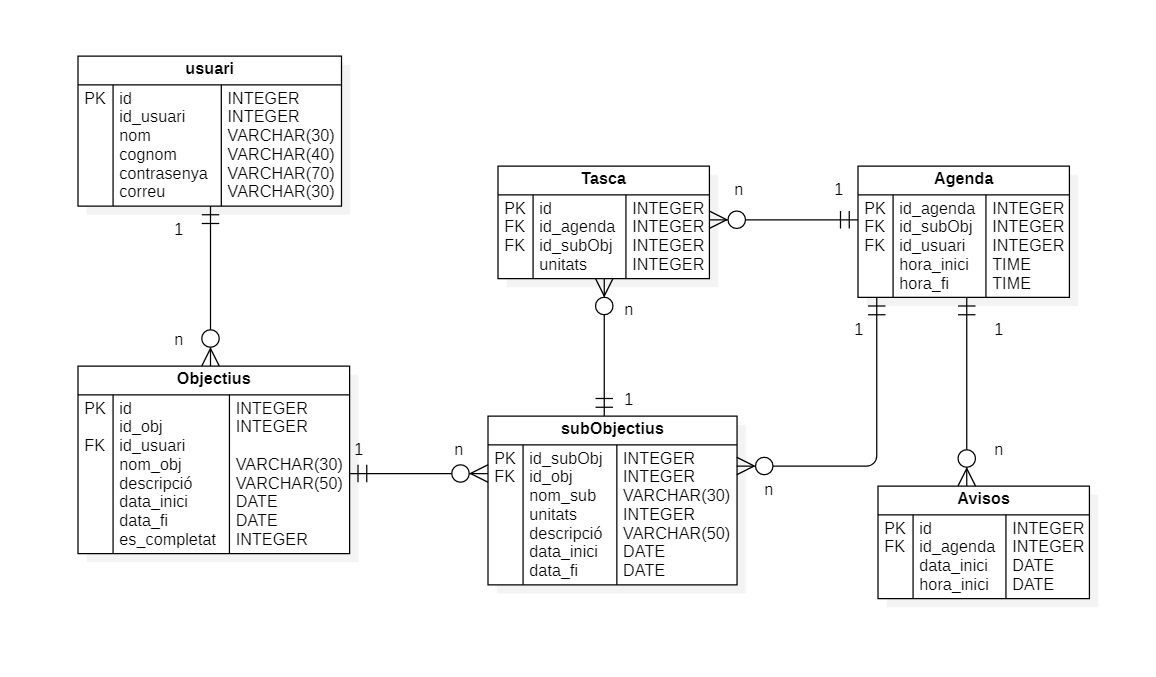 usuari
PK id INTEGER
id_usuari INTEGER
nom VARCHAR(30)
cognom VARCHAR(40)
contrasenya VARCHAR(70)
correu VARCHAR(30)
1
n
Objectius
PK id INTEGER
id_obj INTEGER
FK id_usuari
nom_obj VARCHAR(30)
descripció VARCHAR(50)
data_inici DATE
data_fi DATE
es_completat INTEGER
1
n
Tasca
PK id INTEGER
FK id_agenda INTEGER
FK id_subObj INTEGER
unitats INTEGER
n
1
n
1
subObjectius
PK id_subObj INTEGER
FK id_obj INTEGER
nom_sub VARCHAR(30)
unitats INTEGER
descripció VARCHAR(50)
data_inici DATE
data_fi DATE
n
Agenda
PK id_agenda INTEGER
FK id_subObj INTEGER
FK id_usuari INTEGER
hora_inici TIME
hora_fi TIME
1
1
n
Avisos
PK id INTEGER
FK id_agenda INTEGER
data_inici DATE
hora_inici DATE